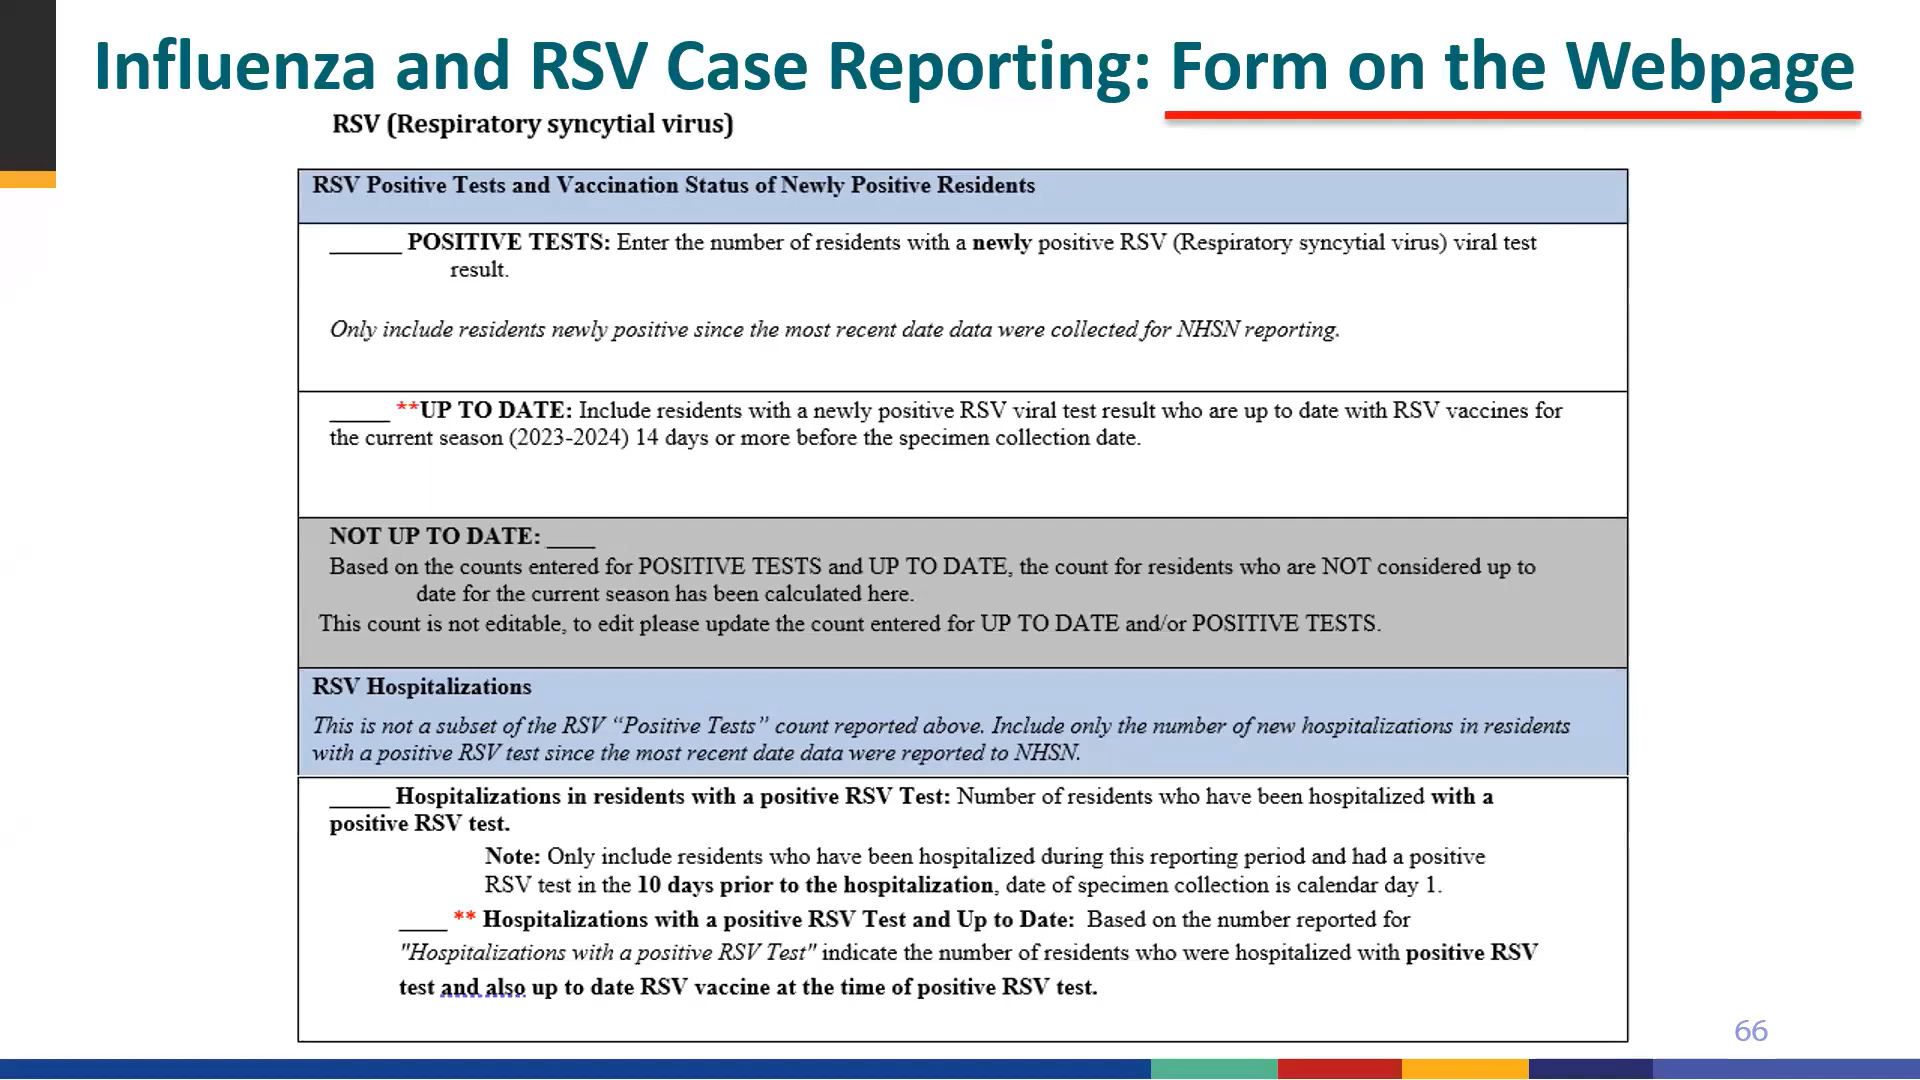 Influenza and RSV Case Reporting: Form on the Webpage
RSV (Respiratory syncytial virus)
RSV Positive Tests and Vaccination Status of Newly Positive Residents
______ POSITIVE TESTS: Enter the number of residents with a newly positive RSV (Respiratory syncytial virus) viral test
result.
Only include residents newly positive since the most recent date data were collected for NHSN reporting.
_____ **UP TO DATE: Include residents with a newly positive RSV viral test result who are up to date with RSV vaccines for
the current season (2023-2024) 14 days or more before the specimen collection date.
NOT UP TO DATE: ____
Based on the counts entered for POSITIVE TESTS and UP TO DATE, the count for residents who are NOT considered up to
date for the current season has been calculated here.
This count is not editable, to edit please update the count entered for UP TO DATE and/or POSITIVE TESTS.
RSV Hospitalizations
This is not a subset of the RSV “Positive Tests” count reported above. Include only the number of new hospitalizations in residents
with a positive RSV test since the most recent date data were reported to NHSN.
_____ Hospitalizations in residents with a positive RSV Test: Number of residents who have been hospitalized with a
positive RSV test.
Note: Only include residents who have been hospitalized during this reporting period and had a positive
RSV test in the 10 days prior to the hospitalization, date of specimen collection is calendar day 1.
____ ** Hospitalizations with a positive RSV Test and Up to Date: Based on the number reported for
"Hospitalizations with a positive RSV Test" indicate the number of residents who were hospitalized with positive RSV
test and also up to date RSV vaccine at the time of positive RSV test.
66